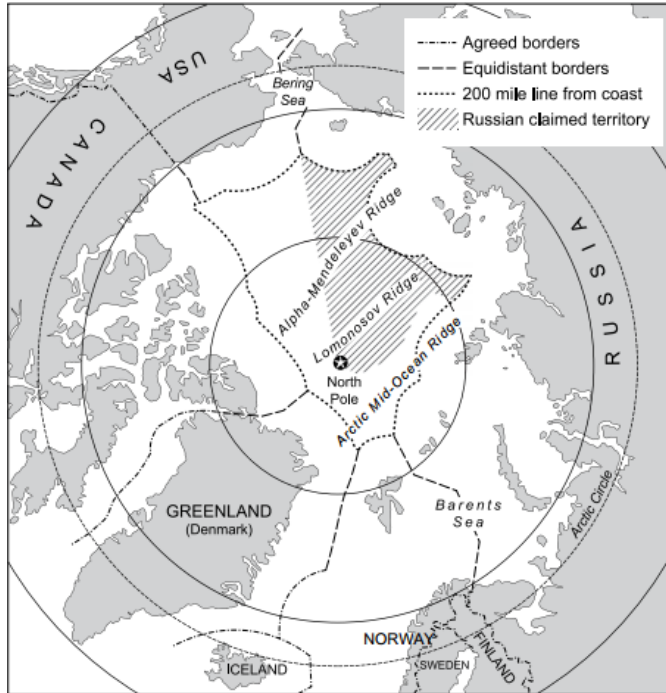 Agreed borders
Equidistant borders
200 mile line from coast
Russian claimed territory
USA
Bering
Sea
CANADA
RUSSIA
Alpha-Mendeleyev Ridge
Lomonosov Ridge
Arctic Mid-Ocean Ridge
North
Pole
GREENLAND
(Denmark)
Barents
Sea
Arctic Circle
NORWAY
FINLAND
SWEDEN
ICELAND